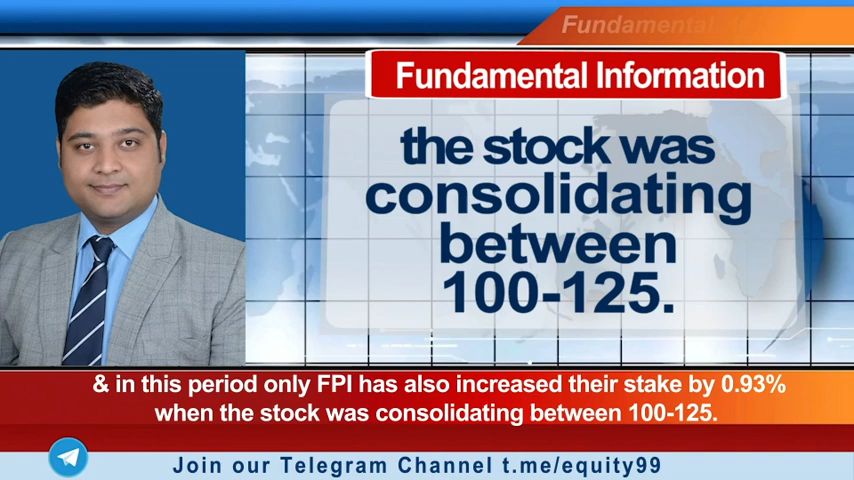 Fundamental
Fundamental Information
the stock was
consolidating
between
100-125.
& in this period only FPI has also increased their stake by 0.93%
when the stock was consolidating between 100-125.
Join our Telegram Channel t.me/equity99